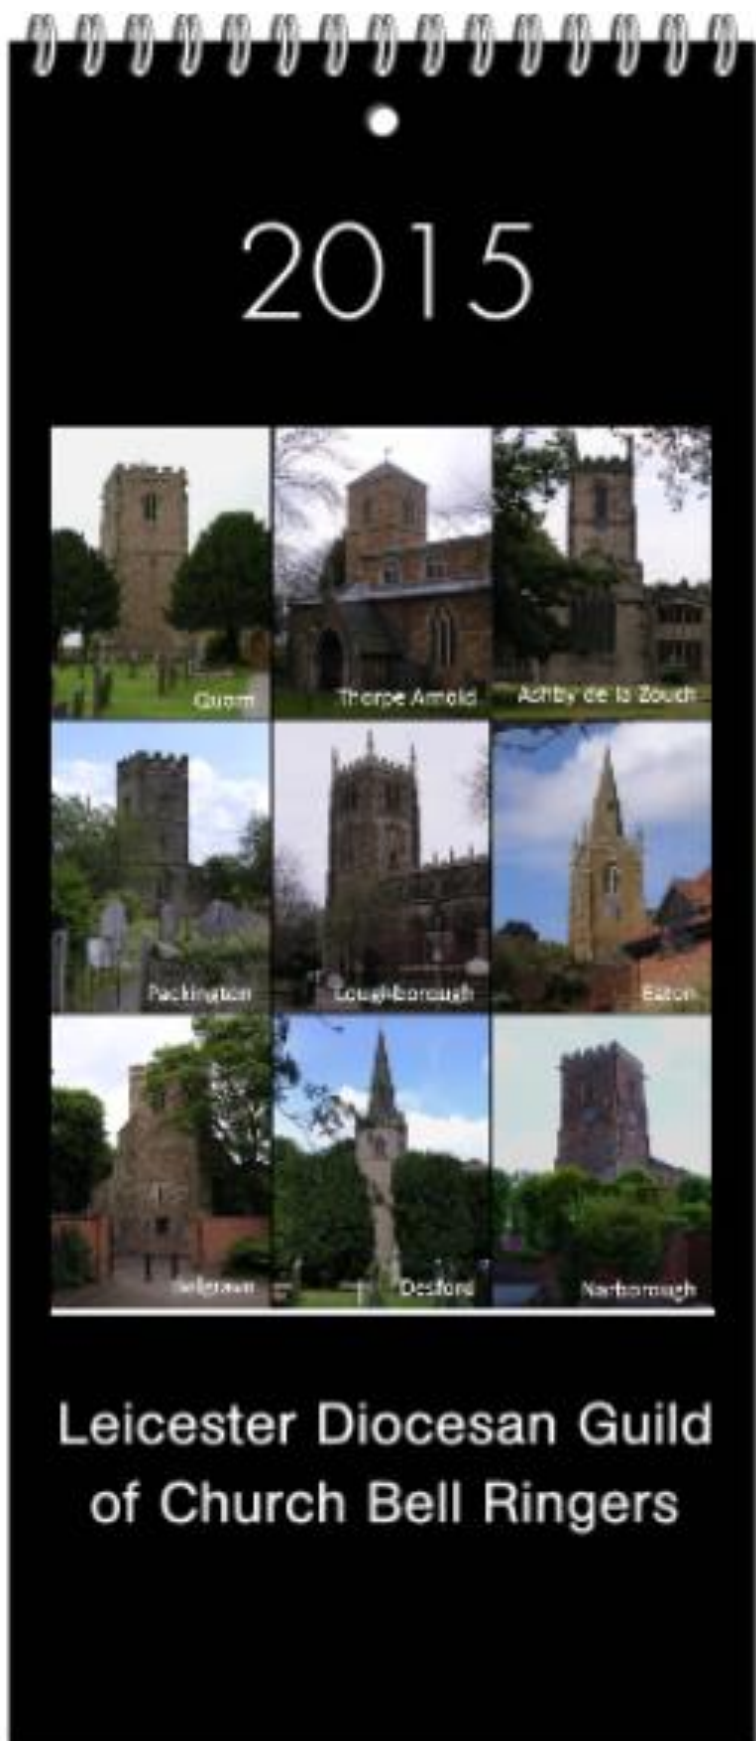 2015
Quorn
Thorpe Arnold
Ashby de la Zouch
Packington
Loughborough
Eaton
Belgrave
Desford
Narborough
Leicester Diocesan Guild
of Church Bell Ringers